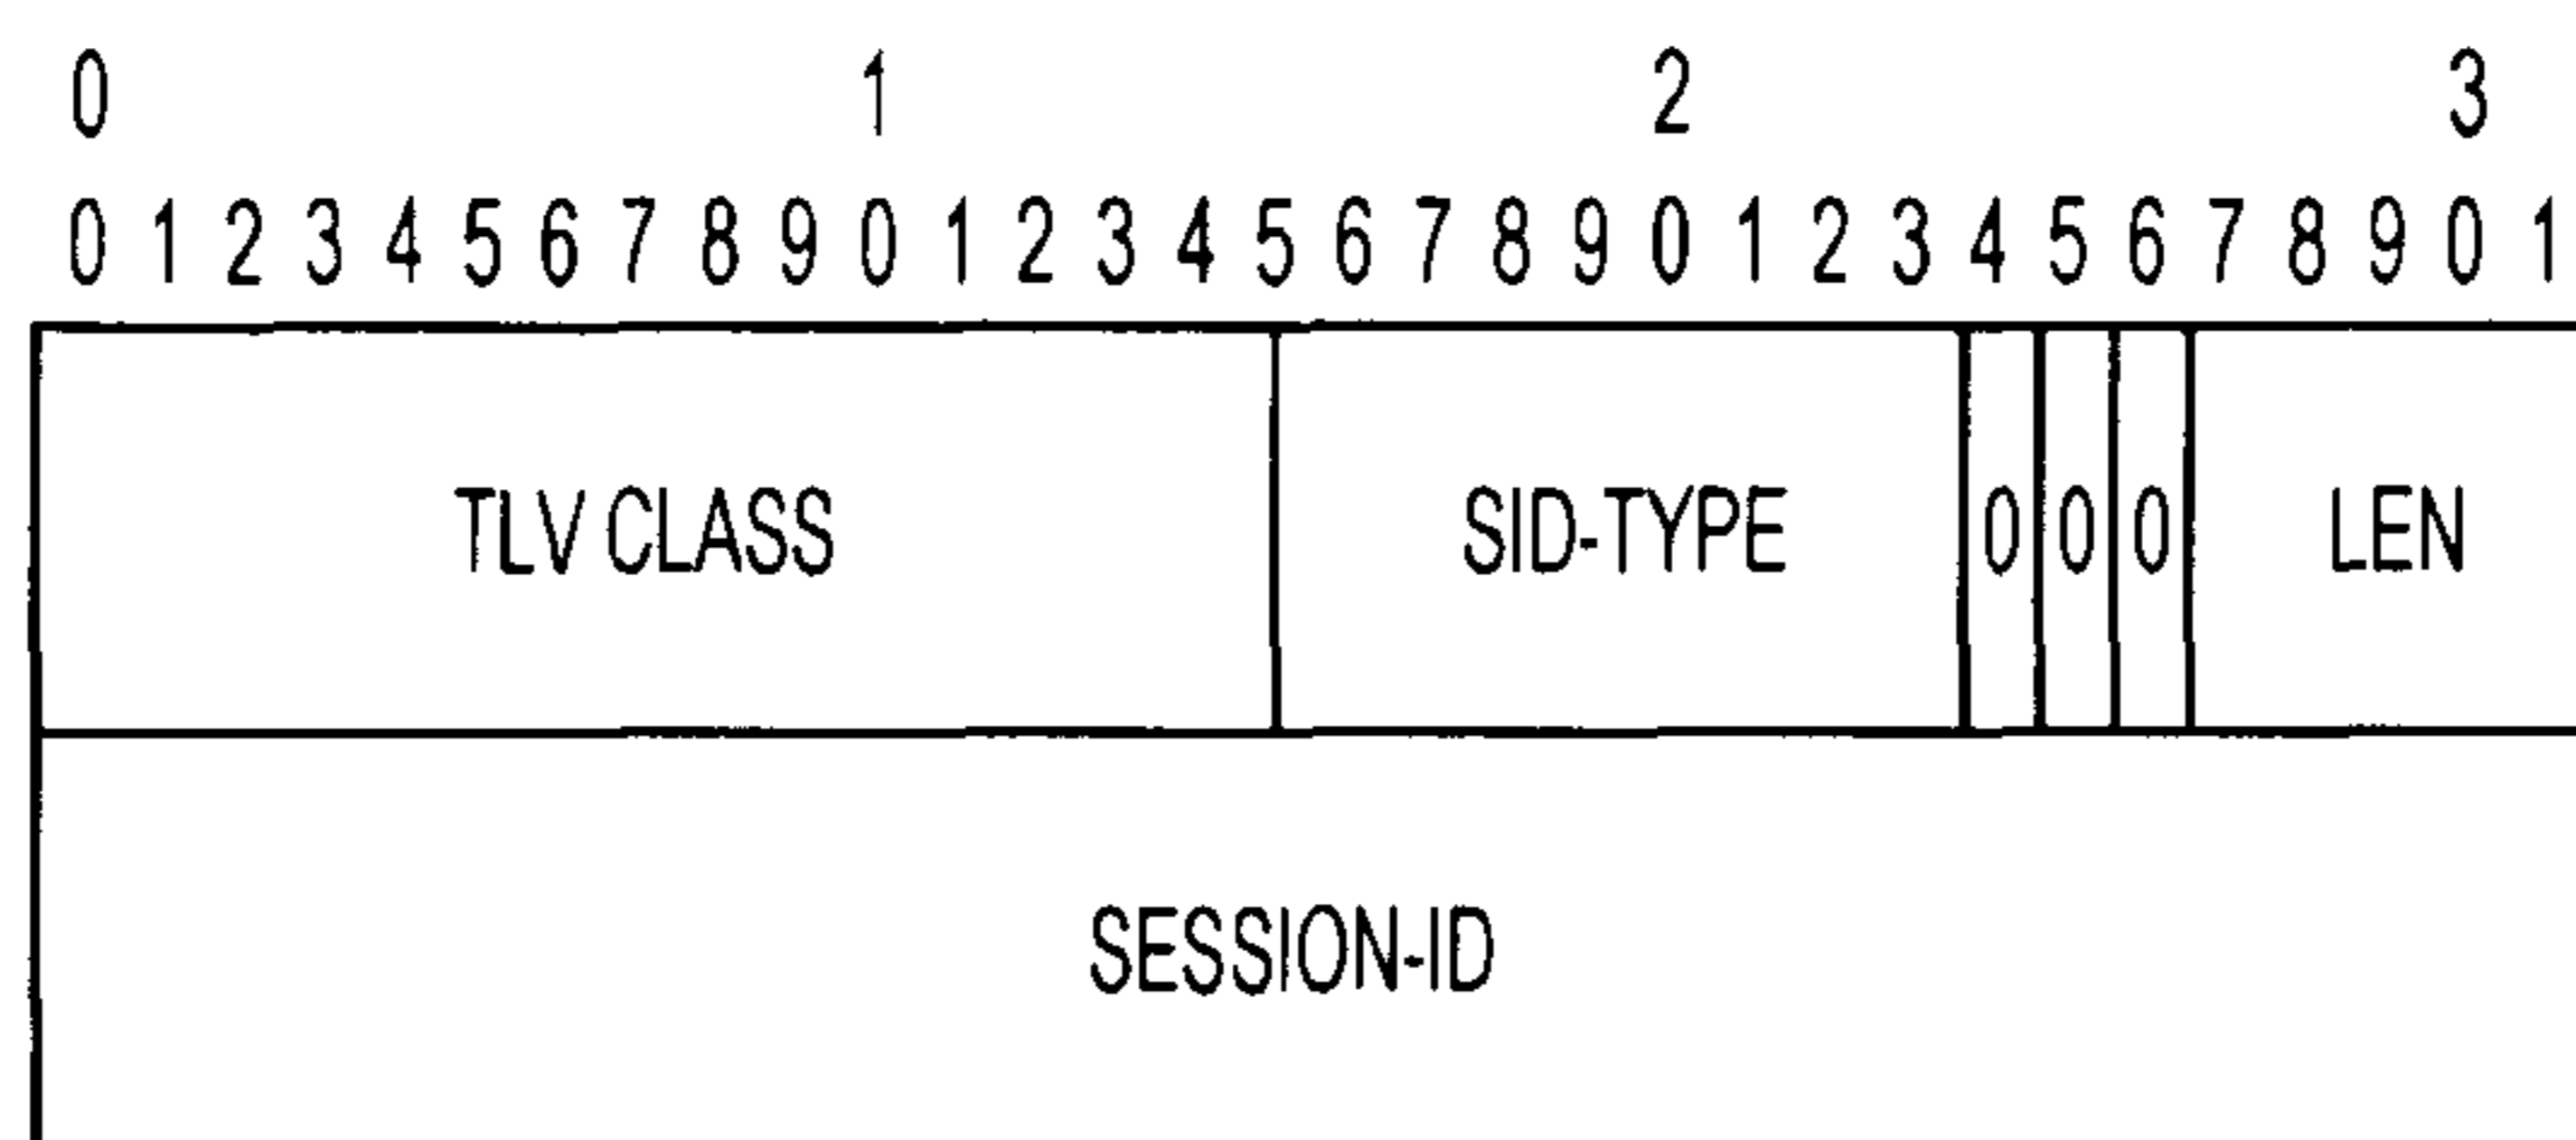 0 1 2 3
0 1 2 3 4 5 6 7 8 9 0 1 2 3 4 5 6 7 8 9 0 1 2 3 4 5 6 7 8 9 0 1
TLV CLASS SID-TYPE 0 0 0 LEN
SESSION-ID